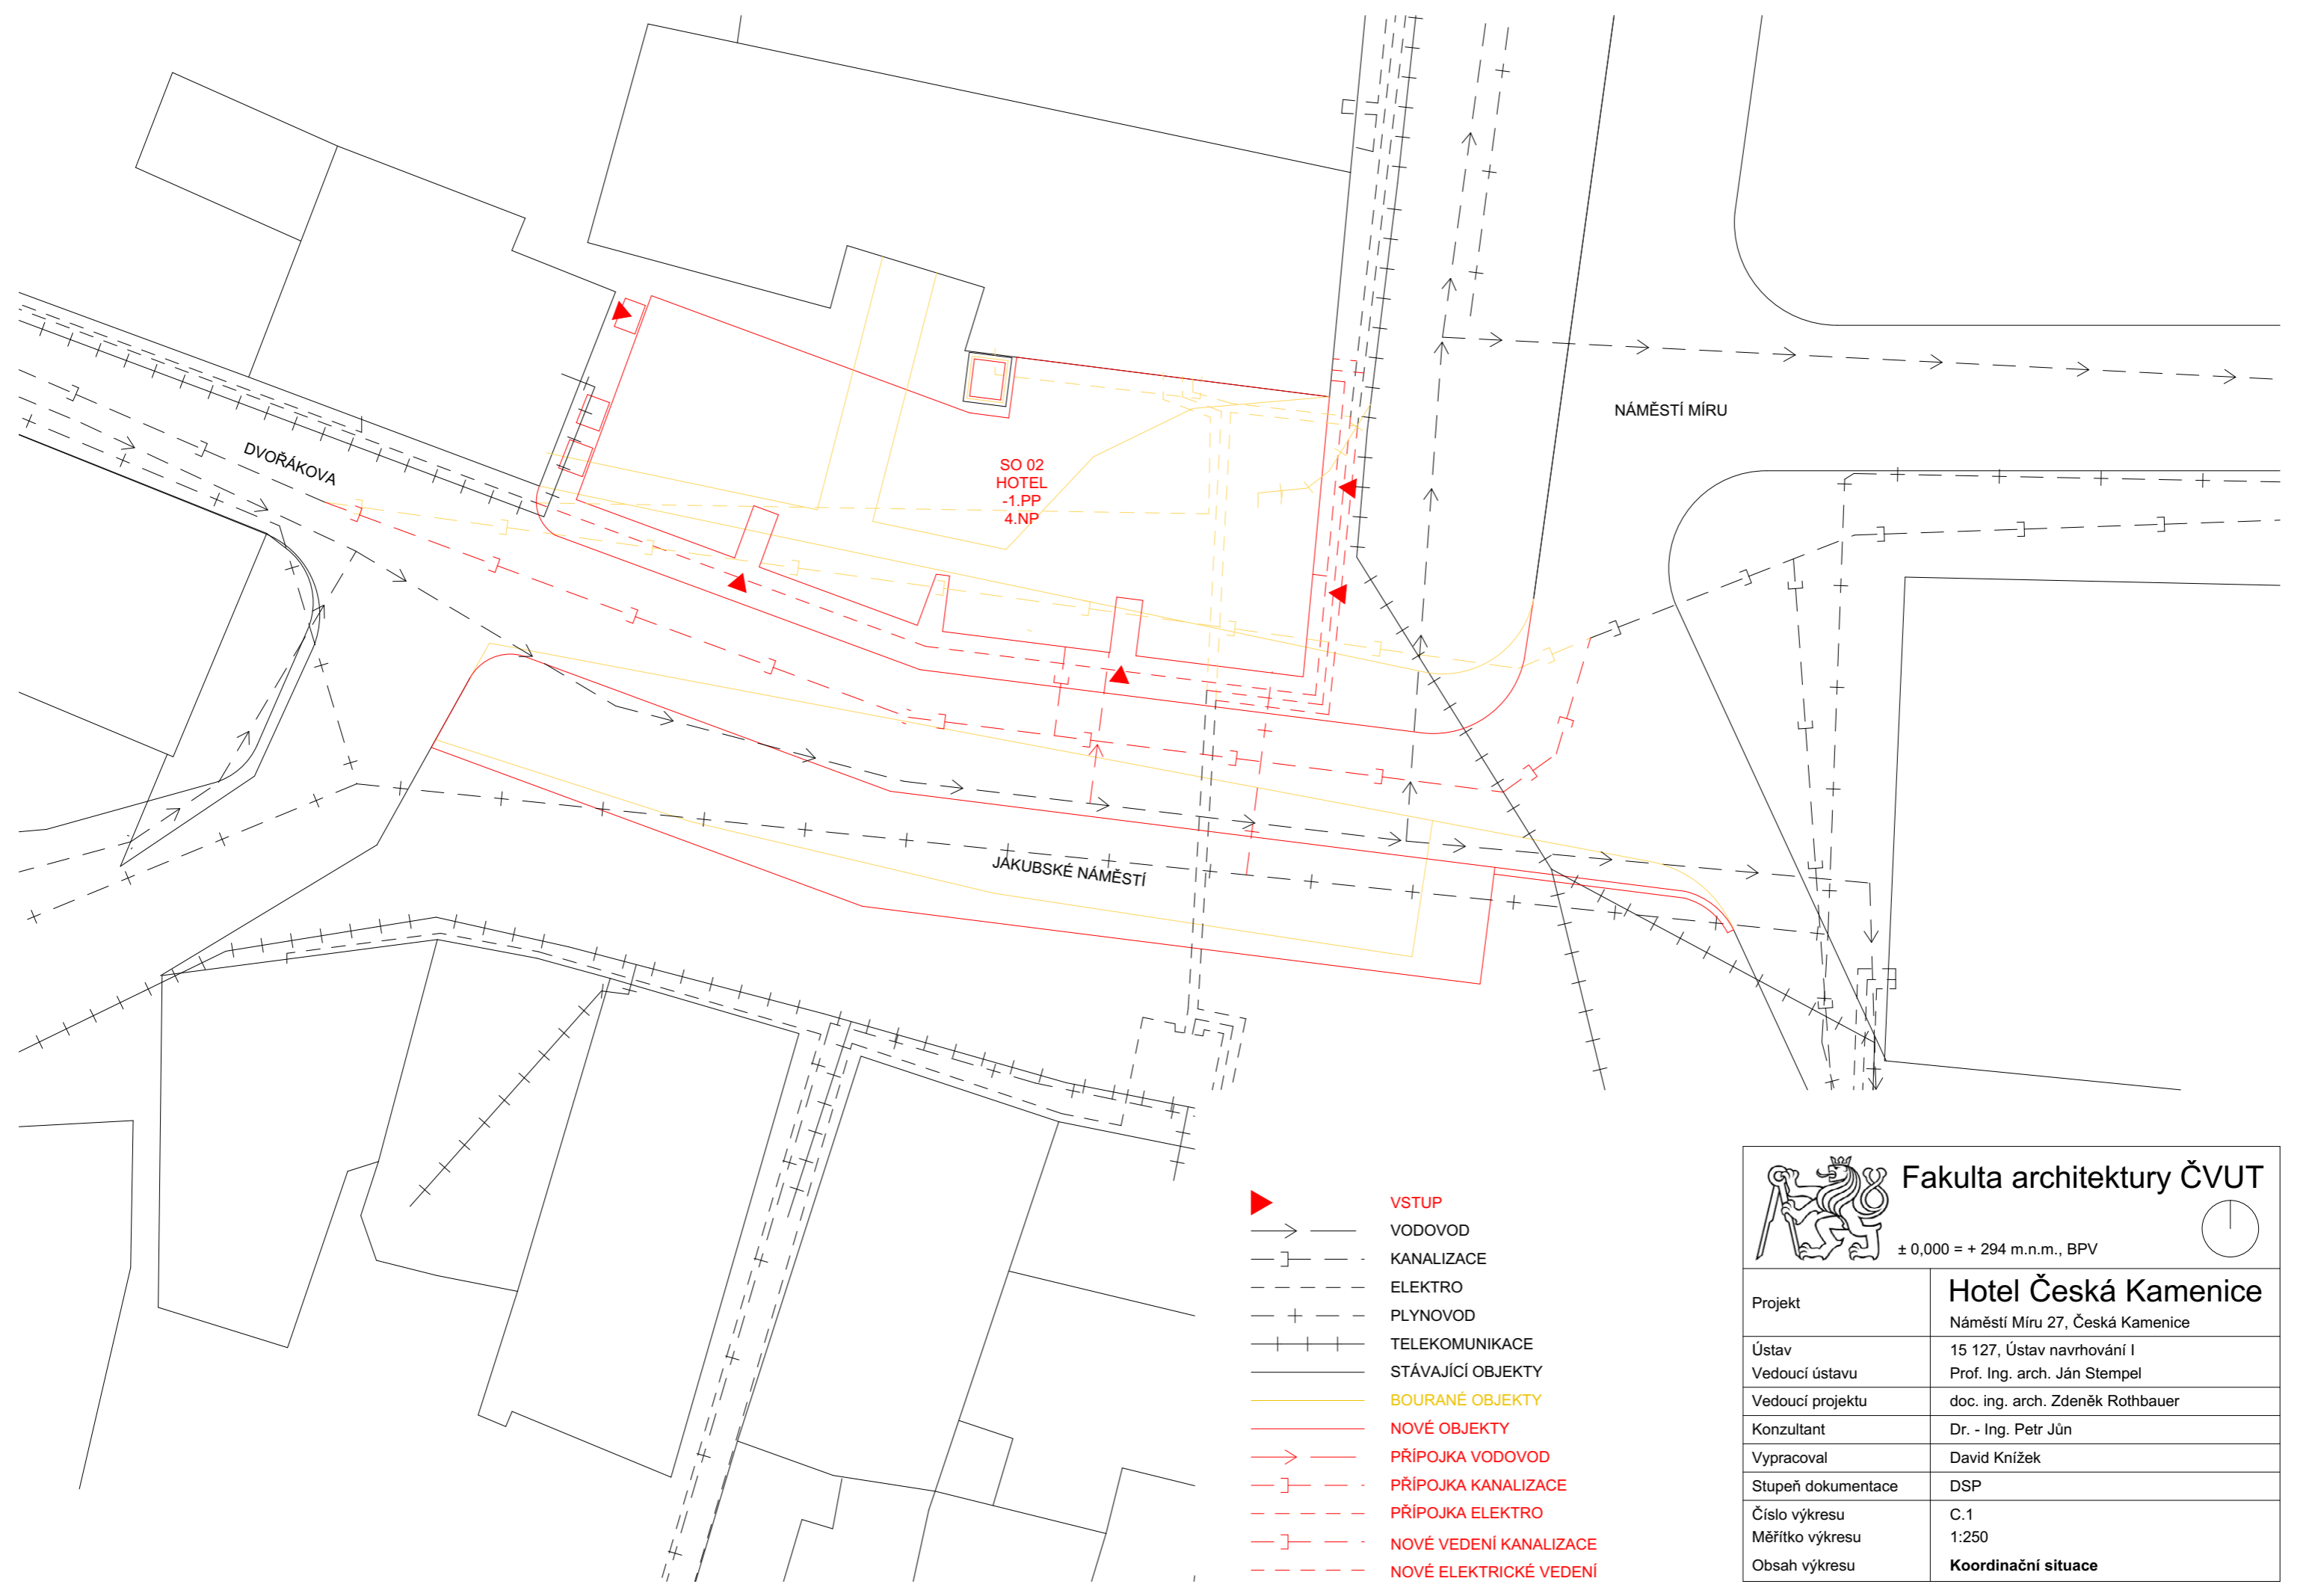 NÁMĚSTÍ MÍRU
DVOŘÁKOVA
SO 02
HOTEL
-1.PP
4.NP
JAKUBSKÉ NÁMĚSTÍ
VSTUP
VODOVOD
KANALIZACE
ELEKTRO
PLYNOVOD
TELEKOMUNIKACE
STÁVAJÍCÍ OBJEKTY
BOURANÉ OBJEKTY
NOVÉ OBJEKTY
PŘÍPOJKA VODOVOD
PŘÍPOJKA KANALIZACE
PŘÍPOJKA ELEKTRO
NOVÉ VEDENÍ KANALIZACE
NOVÉ ELEKTRICKÉ VEDENÍ
Fakulta architektury ČVUT
± 0,000 = + 294 m.n.m., BPV
Projekt
Hotel Česká Kamenice
Náměstí Míru 27, Česká Kamenice
Ústav 15 127, Ústav navrhování I
Vedoucí ústavu Prof. Ing. arch. Ján Stempel
Vedoucí projektu doc. ing. arch. Zdeněk Rothbauer
Konzultant Dr. - Ing. Petr Jůn
Vypracoval David Knížek
Stupeň dokumentace DSP
Číslo výkresu C.1
Měřítko výkresu 1:250
Obsah výkresu Koordinační situace